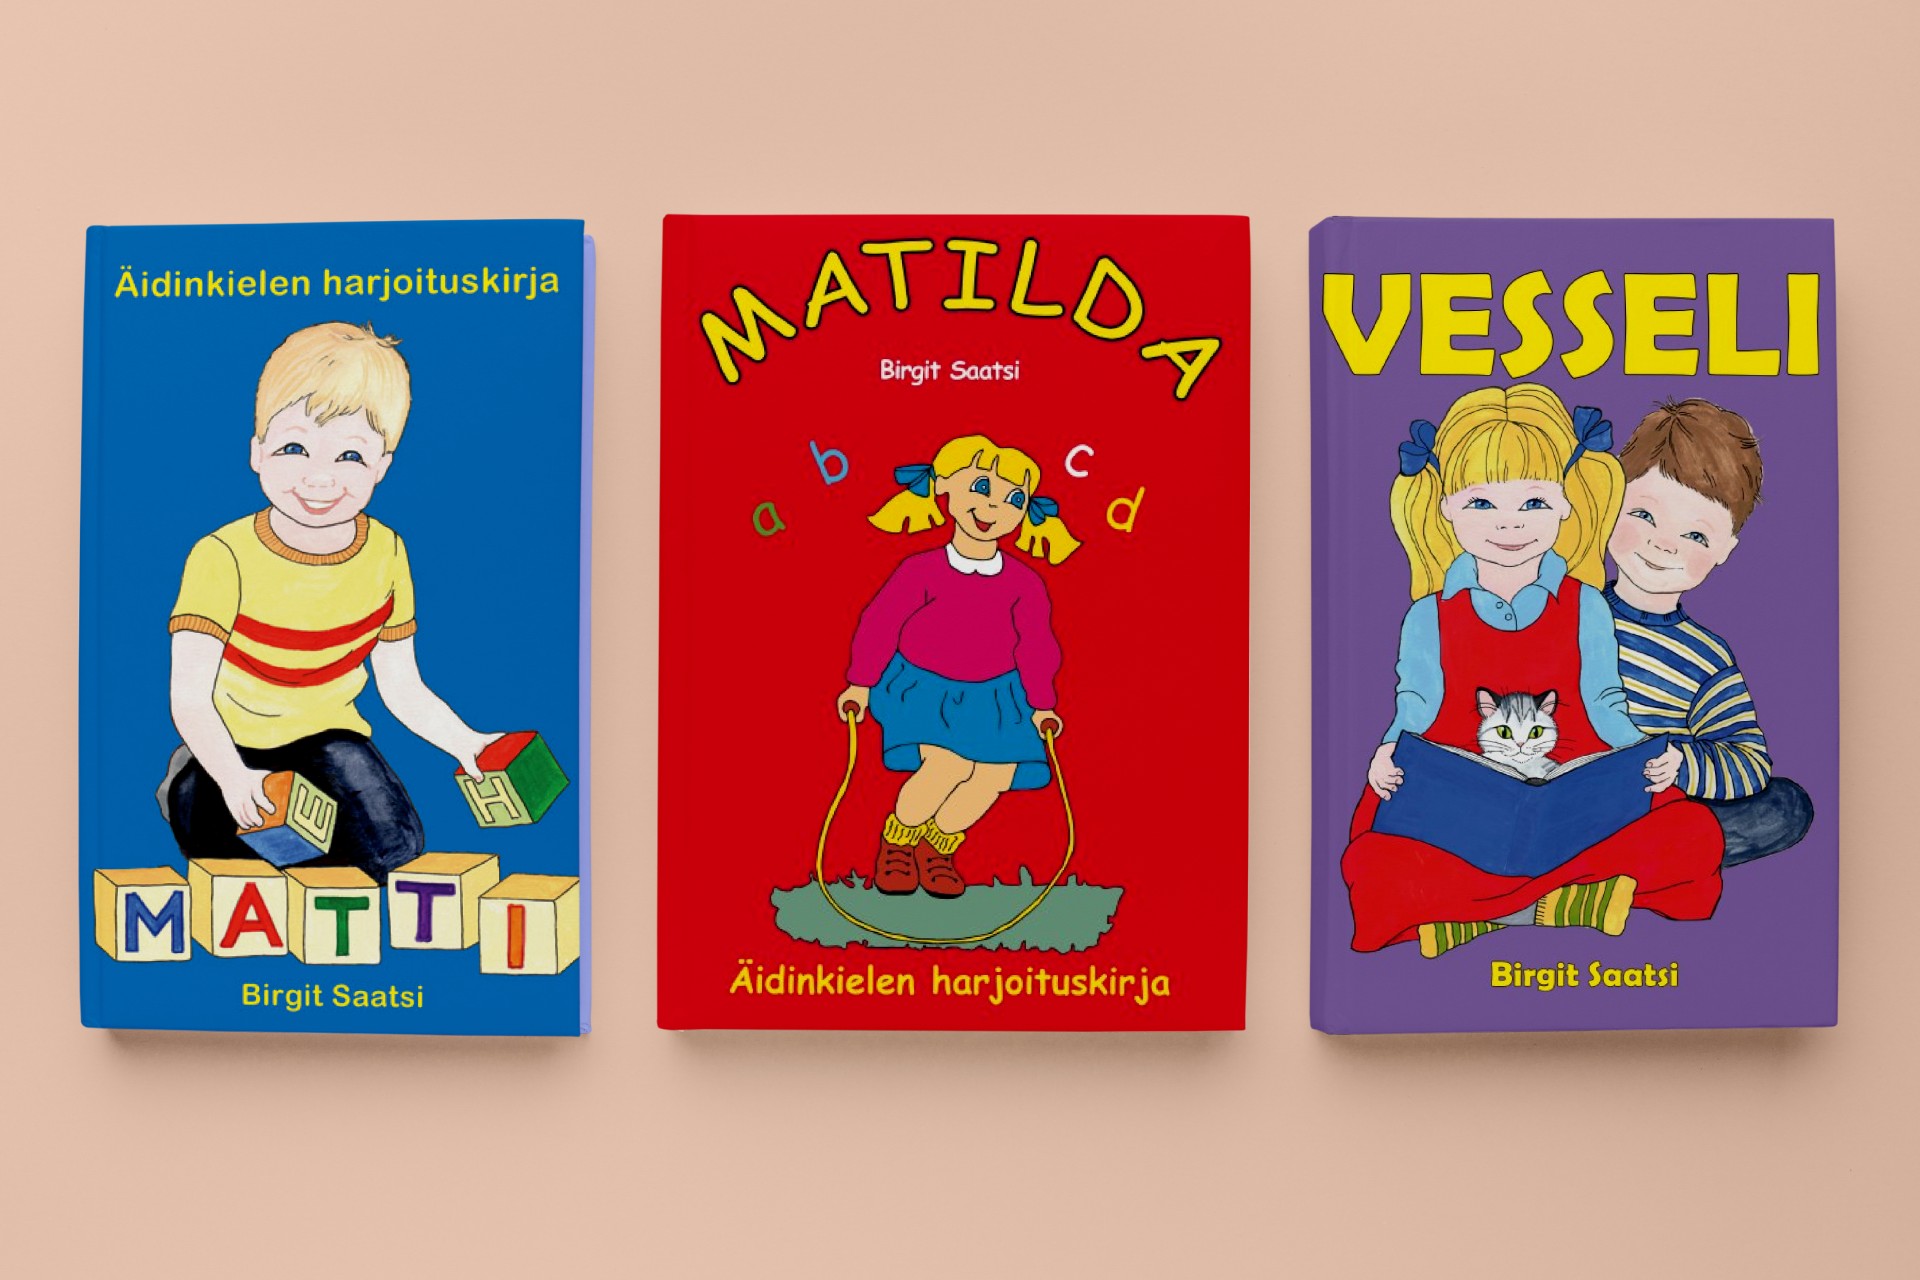 Äidinkielen harjoituskirja
H
E
MATTI
Birgit Saatsi
MATILDA
Birgit Saatsi
a b c d
Äidinkielen harjoituskirja
VESSELI
Birgit Saatsi